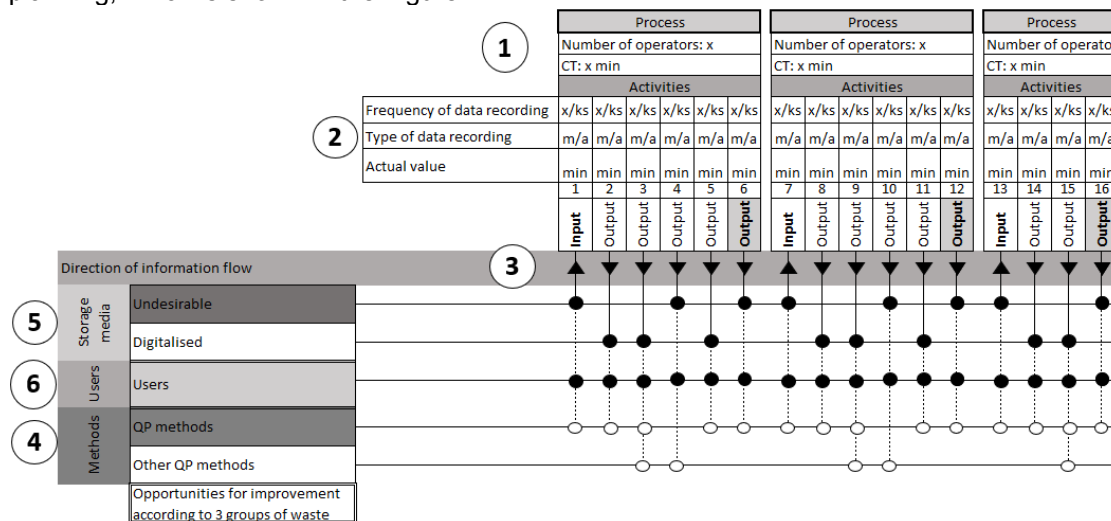 Process Process Process
1
Number of operators: x Number of operators: x Number of operato
CT: x min CT: x min CT: x min
Activities Activities Activities
Frequency of data recording x/ks x/ks x/ks x/ks x/ks x/ks x/ks x/ks x/ks x/ks x/ks x/ks x/ks x/ks x/ks x/ks
2
Type of data recording m/a m/a m/a m/a m/a m/a m/a m/a m/a m/a m/a m/a m/a m/a m/a m/a
Actual value min min min min min min min min min min min min min min min min
1 2 3 4 5 6 7 8 9 10 11 12 13 14 15 16
Input Output Output Output Output Output Input Output Output Output Output Output Input Output Output Output
Direction of information flow 3
5
Storage media
Undesirable
Digitalised
6
Users
Users
4
Methods
QP methods
Other QP methods
Opportunities for improvement
according to 3 groups of waste